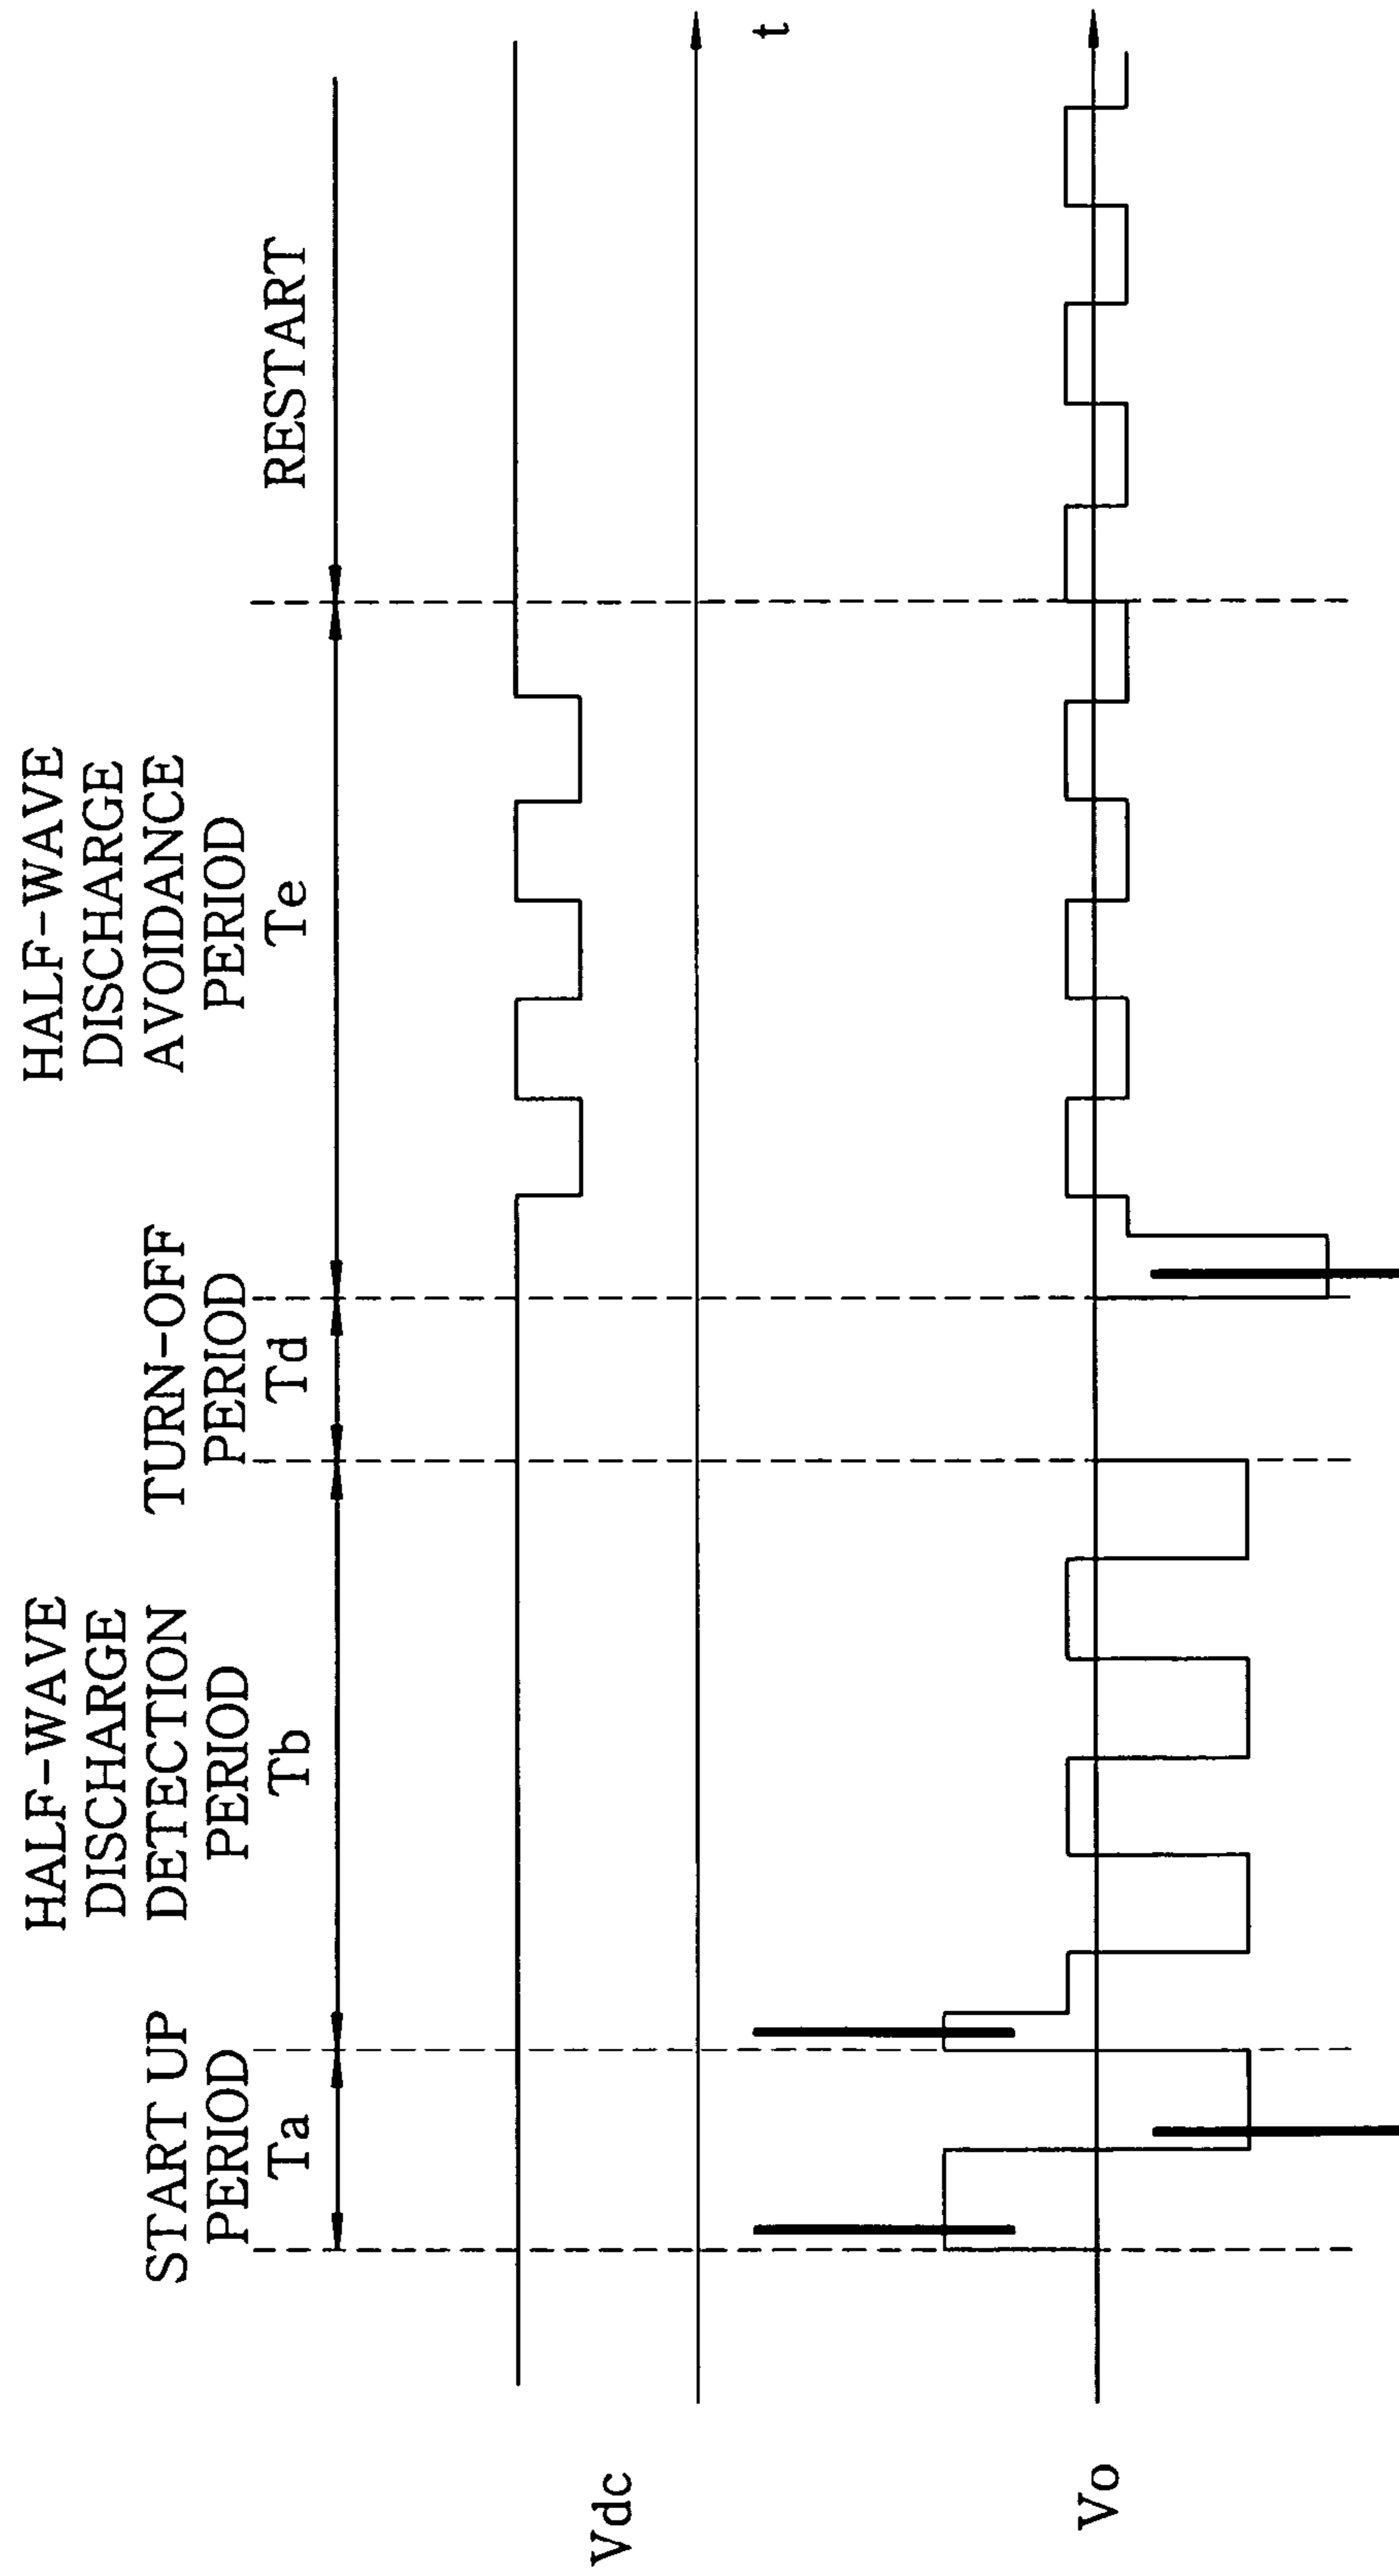 START UP
PERIOD
Ta
HALF-WAVE
DISCHARGE
DETECTION
PERIOD
Tb
TURN-OFF
PERIOD
Td
HALF-WAVE
DISCHARGE
AVOIDANCE
PERIOD
Te
RESTART
Vdc
t
Vo